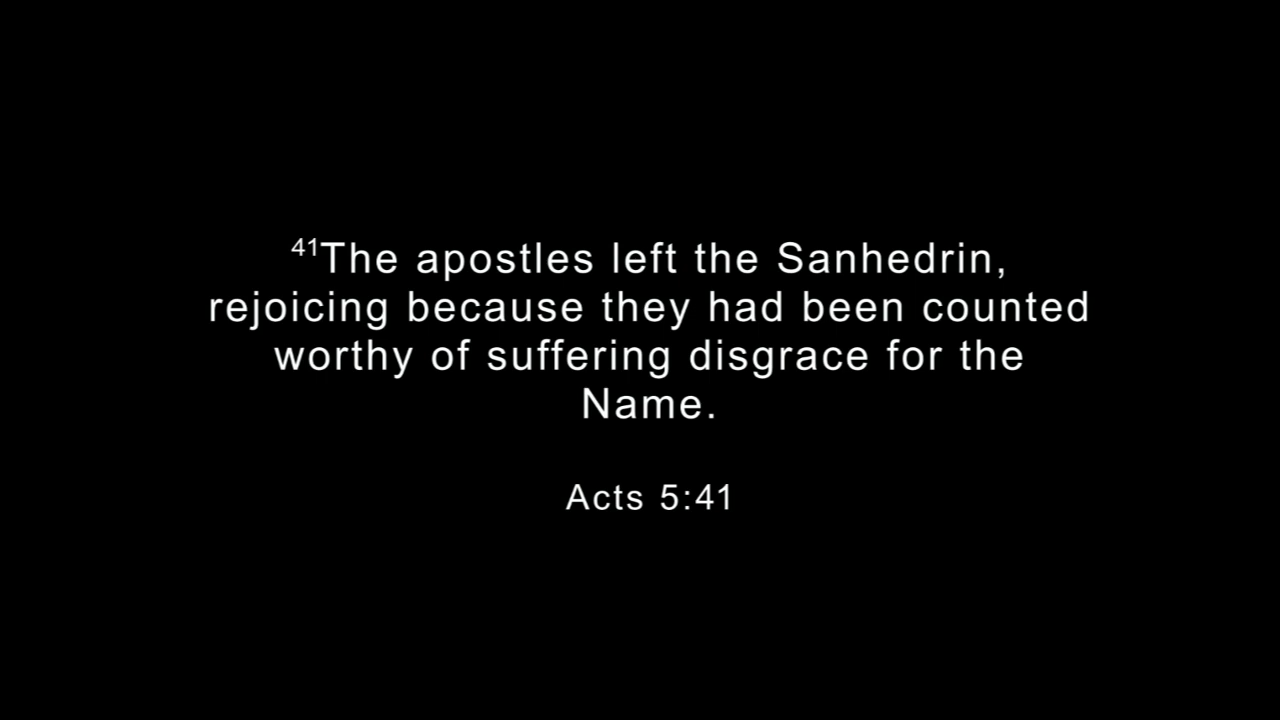 ⁴¹The apostles left the Sanhedrin,
rejoicing because they had been counted
worthy of suffering disgrace for the
Name.
Acts 5:41